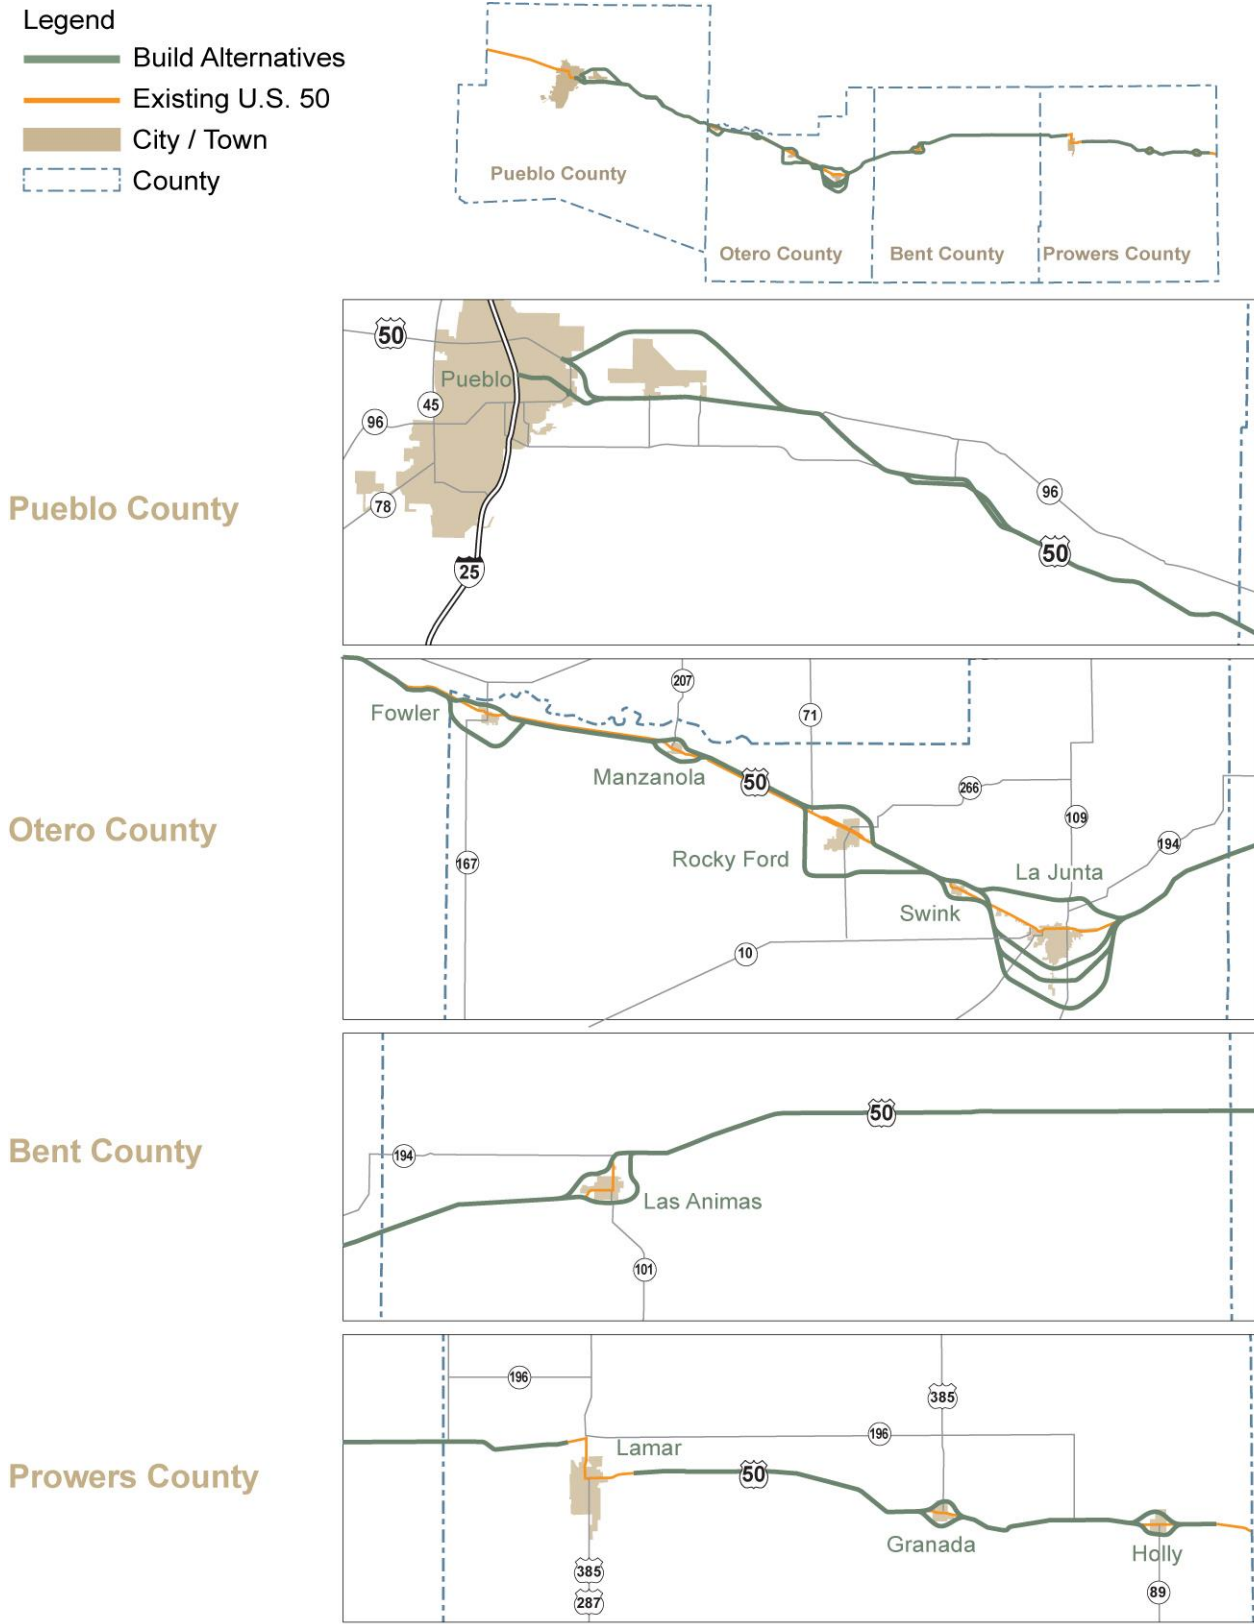 Legend
Build Alternatives
Existing U.S. 50
City / Town
County
Pueblo County
Otero County
Bent County
Prowers County
Pueblo County
50
Pueblo
45
96
78
25
96
50
Otero County
Fowler
207
71
Manzanola
50
266
109
194
Rocky Ford
La Junta
167
Swink
10
Bent County
50
194
Las Animas
101
Prowers County
196
385
Lamar
196
50
Granada
Holly
385
287
89